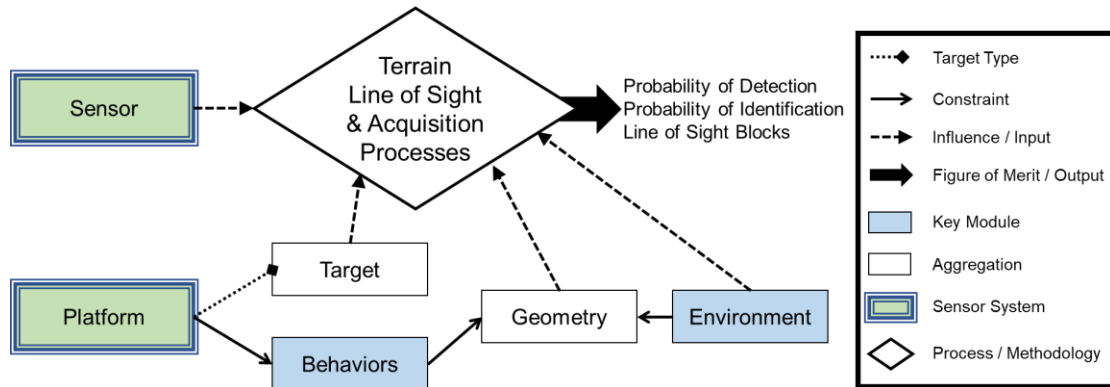 Sensor
Terrain
Line of Sight
& Acquisition
Processes
Probability of Detection
Probability of Identification
Line of Sight Blocks
Target
Platform
Behaviors
Geometry
Environment
Target Type
Constraint
Influence / Input
Figure of Merit / Output
Key Module
Aggregation
Sensor System
Process / Methodology